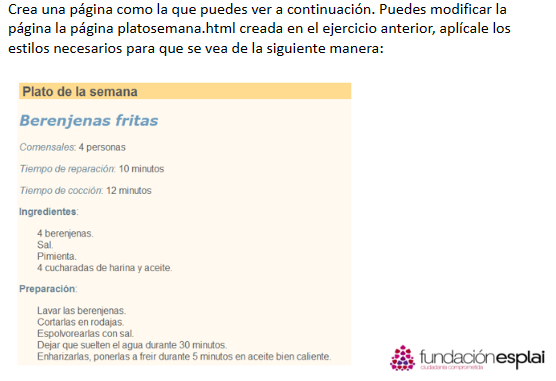 Crea una página como la que puedes ver a continuación. Puedes modificar la
página la página platosemana.html creada en el ejercicio anterior, aplícale los
estilos necesarios para que se vea de la siguiente manera:
Plato de la semana
Berenjenas fritas
Comensales: 4 personas
Tiempo de reparación: 10 minutos
Tiempo de cocción: 12 minutos
Ingredientes:
4 berenjenas.
Sal.
Pimienta.
4 cucharadas de harina y aceite.
Preparación:
Lavar las berenjenas.
Cortarlas en rodajas.
Espolvorearlas con sal.
Dejar que suelten el agua durante 30 minutos.
Enharizarlas, ponerlas a freir durante 5 minutos en aceite bien caliente.
fundaciónesplai
ciudadanía comprometida